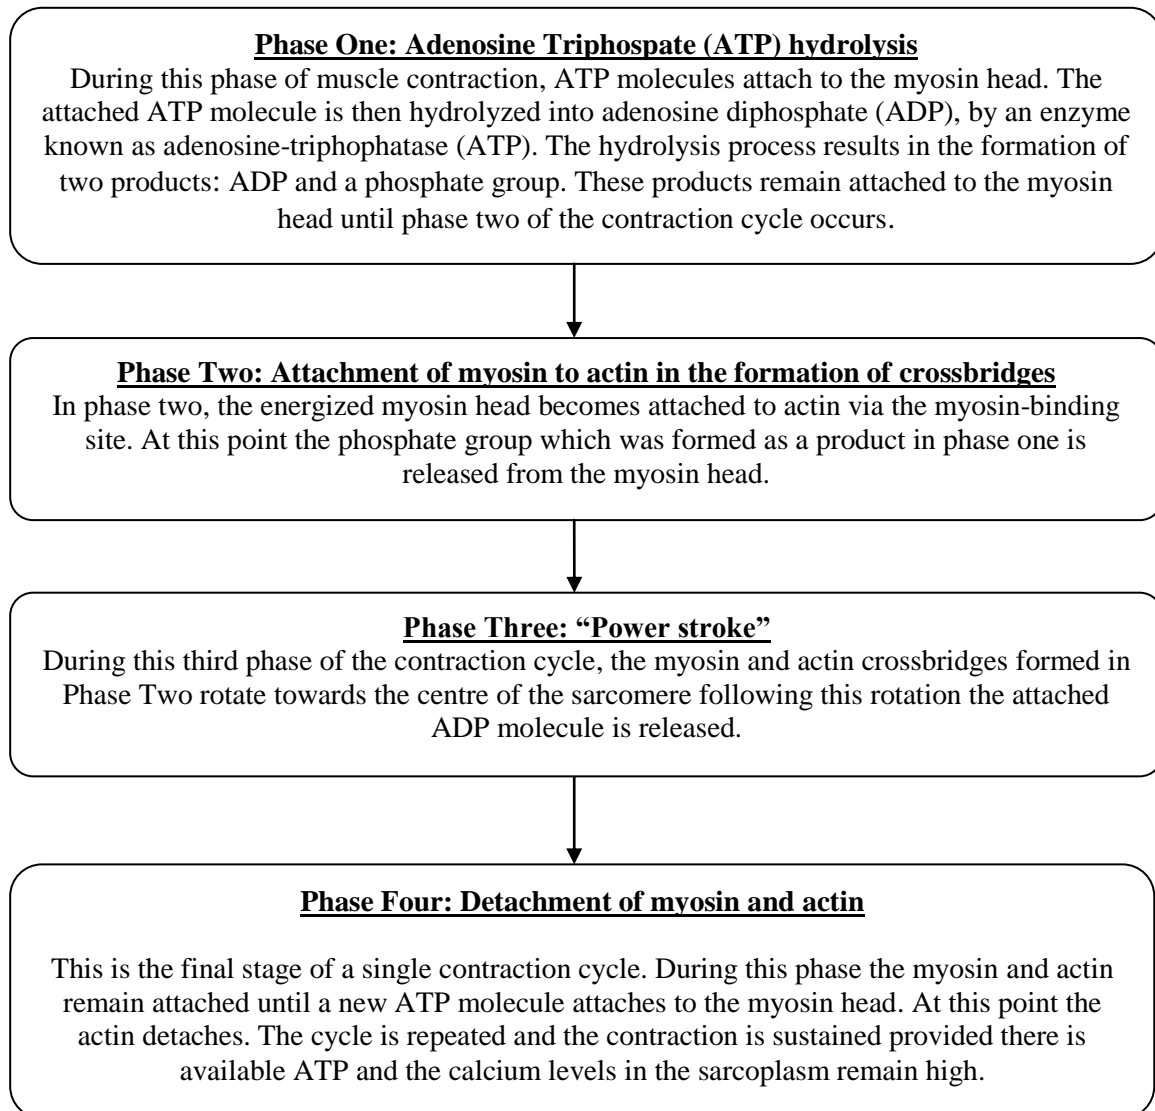 Phase One: Adenosine Triphospate (ATP) hydrolysis
During this phase of muscle contraction, ATP molecules attach to the myosin head. The
attached ATP molecule is then hydrolyzed into adenosine diphosphate (ADP), by an enzyme
known as adenosine-triphophatase (ATP). The hydrolysis process results in the formation of
two products: ADP and a phosphate group. These products remain attached to the myosin
head until phase two of the contraction cycle occurs.
Phase Two: Attachment of myosin to actin in the formation of crossbridges
In phase two, the energized myosin head becomes attached to actin via the myosin-binding
site. At this point the phosphate group which was formed as a product in phase one is
released from the myosin head.
Phase Three: “Power stroke”
During this third phase of the contraction cycle, the myosin and actin crossbridges formed in
Phase Two rotate towards the centre of the sarcomere following this rotation the attached
ADP molecule is released.
Phase Four: Detachment of myosin and actin
This is the final stage of a single contraction cycle. During this phase the myosin and actin
remain attached until a new ATP molecule attaches to the myosin head. At this point the
actin detaches. The cycle is repeated and the contraction is sustained provided there is
available ATP and the calcium levels in the sarcoplasm remain high.